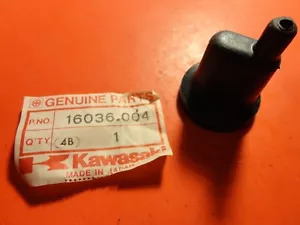 GENUINE PARTS
P.NO. 16036-004
Q'TY (4B) 1
Kawasaki
MADE IN JAPAN